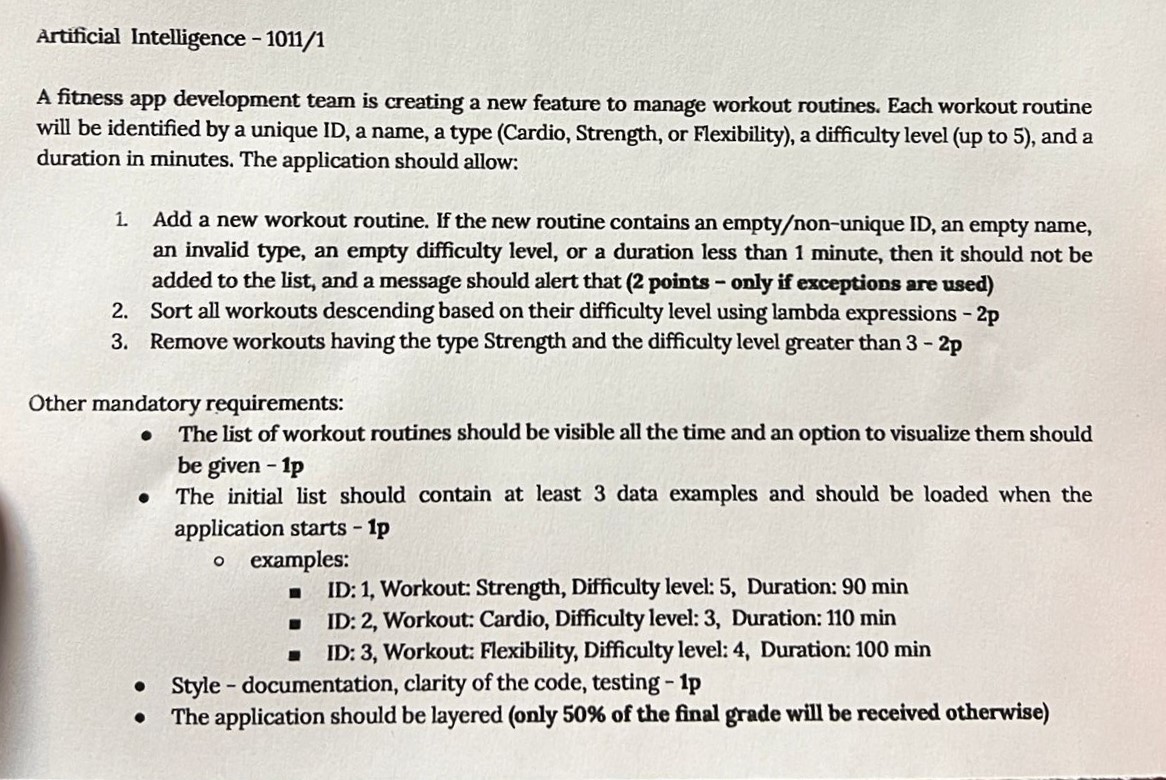 Artificial Intelligence - 1011/1
A fitness app development team is creating a new feature to manage workout routines. Each workout routine
will be identified by a unique ID, a name, a type (Cardio, Strength, or Flexibility), a difficulty level (up to 5), and a
duration in minutes. The application should allow:
1. Add a new workout routine. If the new routine contains an empty/non-unique ID, an empty name,
an invalid type, an empty difficulty level, or a duration less than 1 minute, then it should not be
added to the list, and a message should alert that (2 points – only if exceptions are used)
2. Sort all workouts descending based on their difficulty level using lambda expressions - 2p
3. Remove workouts having the type Strength and the difficulty level greater than 3 - 2p
Other mandatory requirements:
● The list of workout routines should be visible all the time and an option to visualize them should
be given - 1p
● The initial list should contain at least 3 data examples and should be loaded when the
application starts - 1p
○ examples:
■ ID: 1, Workout: Strength, Difficulty level: 5, Duration: 90 min
■ ID: 2, Workout: Cardio, Difficulty level: 3, Duration: 110 min
■ ID: 3, Workout: Flexibility, Difficulty level: 4, Duration: 100 min
● Style - documentation, clarity of the code, testing - 1p
● The application should be layered (only 50% of the final grade will be received otherwise)